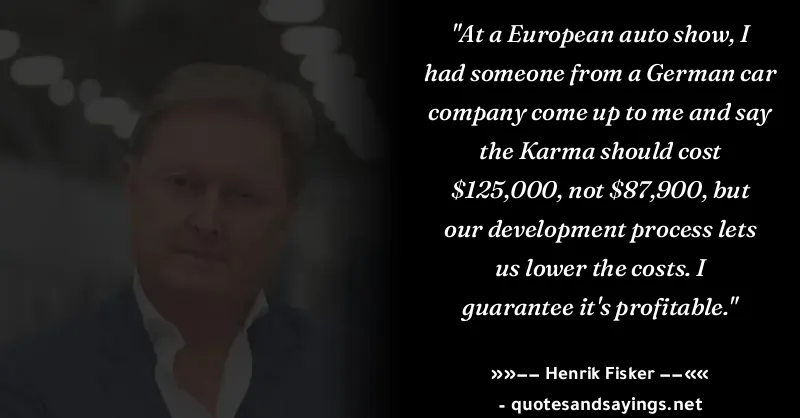 "At a European auto show, I
had someone from a German car
company come up to me and say
the Karma should cost
$125,000, not $87,900, but
our development process lets
us lower the costs. I
guarantee it's profitable."
»»−− Henrik Fisker −−««
- quotesandsayings.net